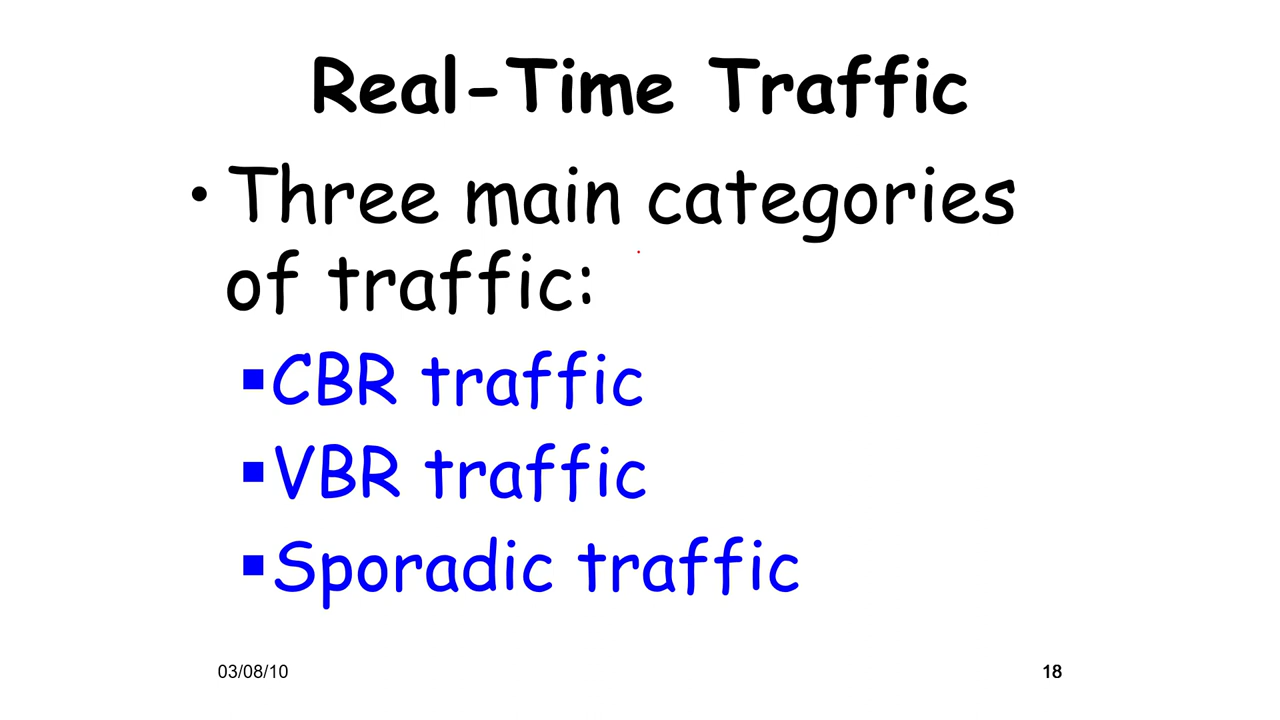 Real-Time Traffic
• Three main categories
of traffic:
▪CBR traffic
▪VBR traffic
▪Sporadic traffic
03/08/10
18